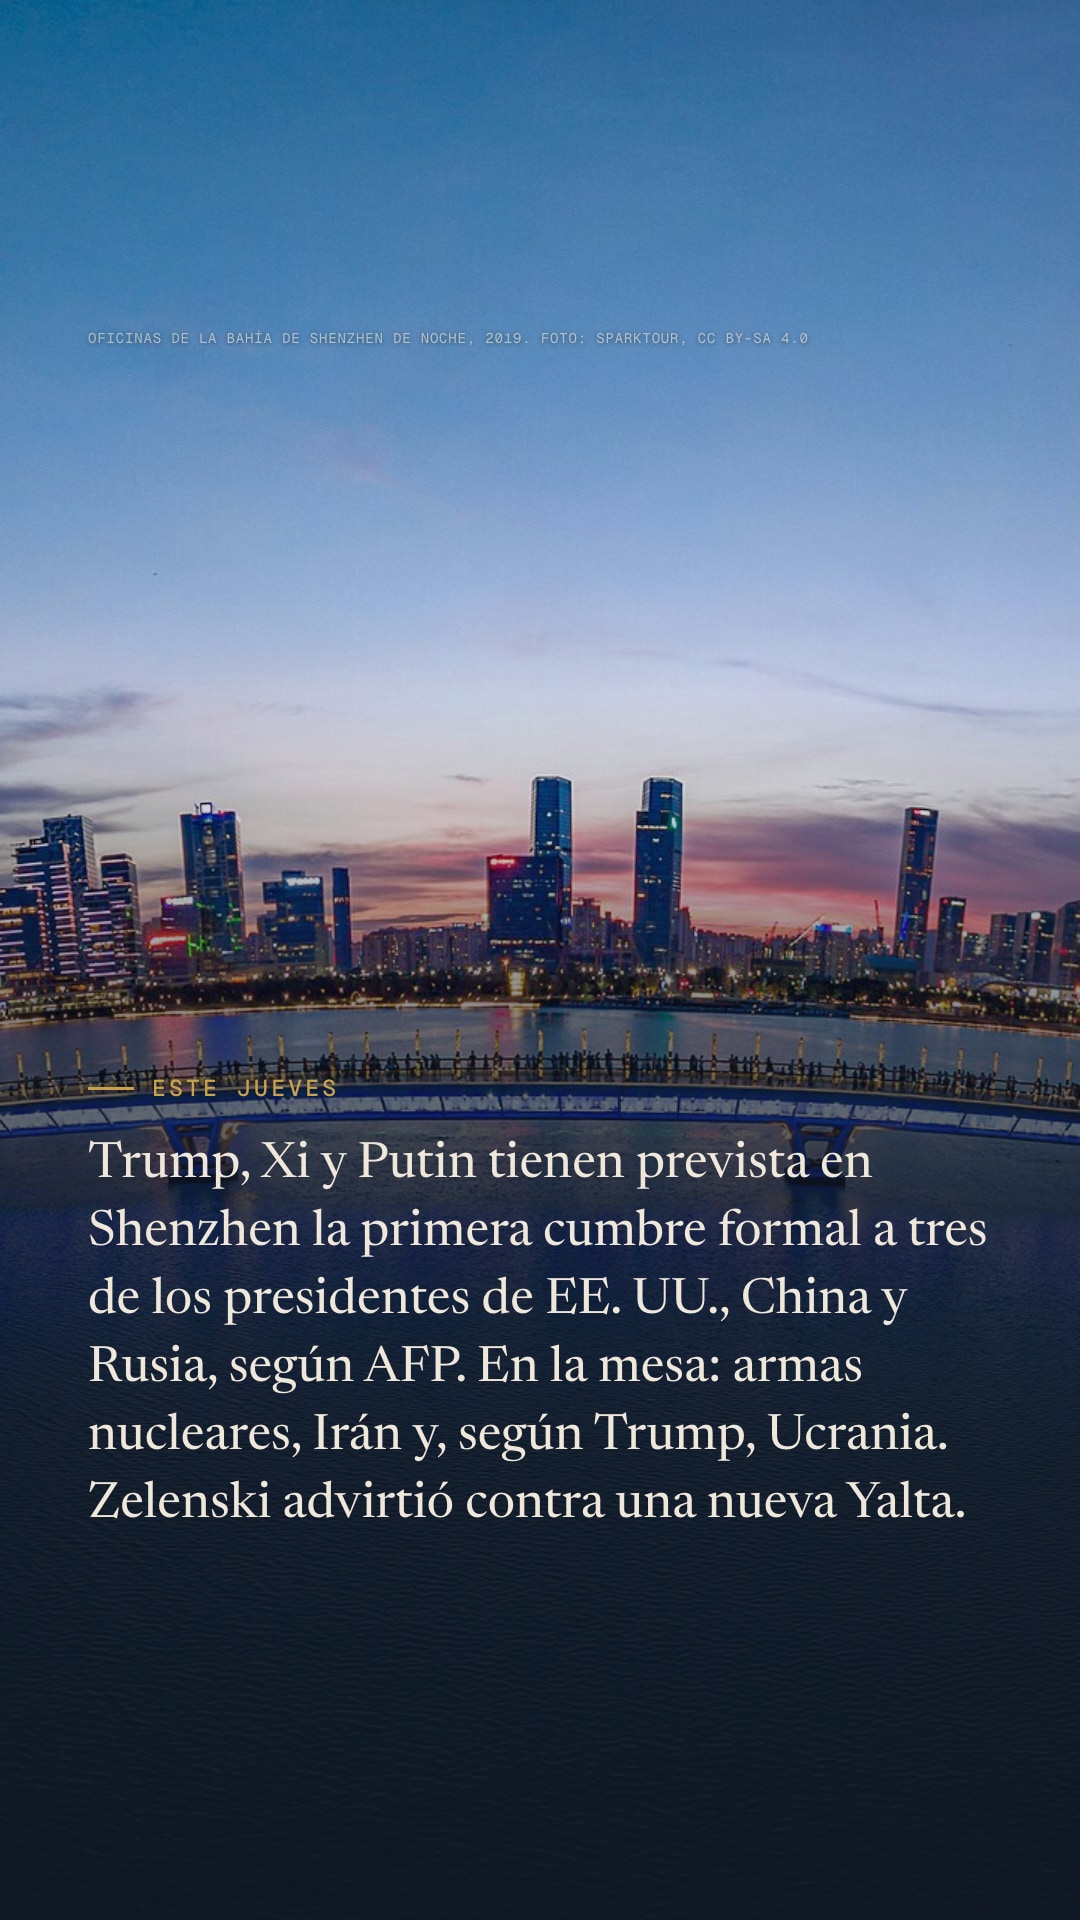 OFICINAS DE LA BAHÍA DE SHENZHEN DE NOCHE, 2019. FOTO: SPARKTOUR, CC BY-SA 4.0
ESTE JUEVES
Trump, Xi y Putin tienen prevista en
Shenzhen la primera cumbre formal a tres
de los presidentes de EE. UU., China y
Rusia, según AFP. En la mesa: armas
nucleares, Irán y, según Trump, Ucrania.
Zelenski advirtió contra una nueva Yalta.